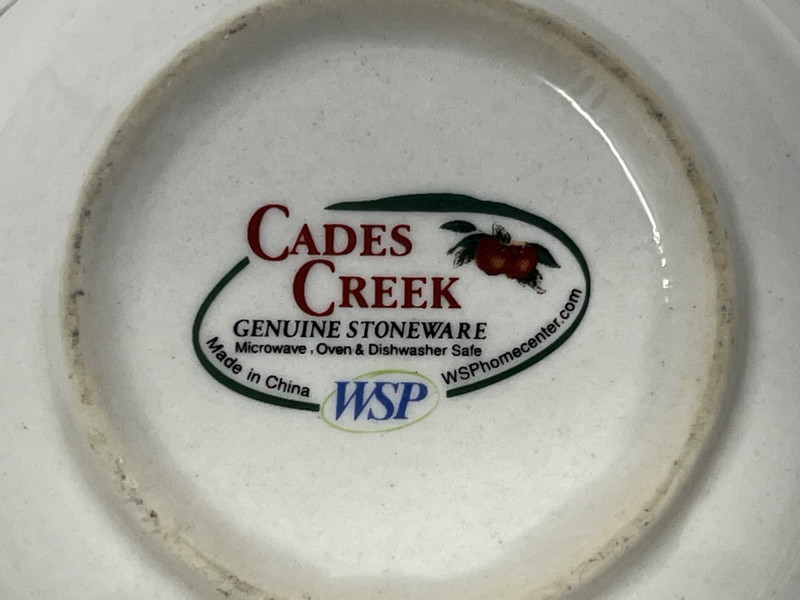 CADES
CREEK
GENUINE STONEWARE
Microwave, Oven & Dishwasher Safe
Made in China
WSP
WSPhomecenter.com